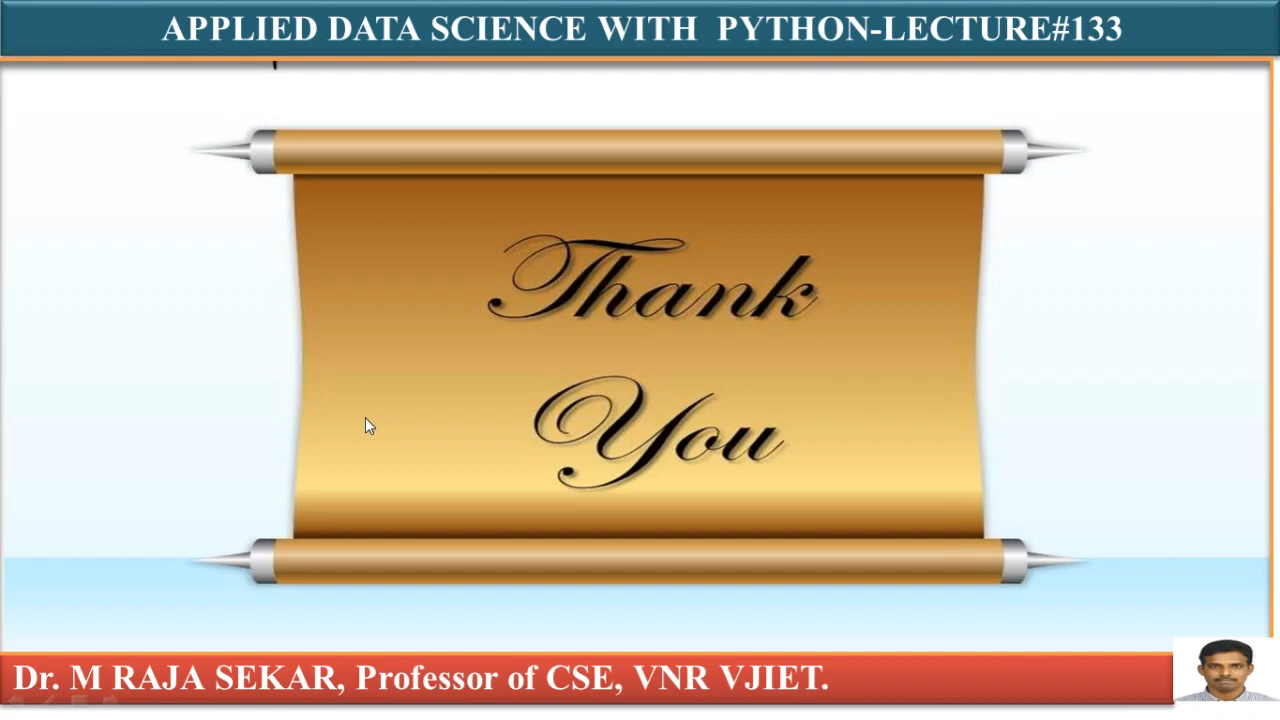 APPLIED DATA SCIENCE WITH PYTHON-LECTURE#133
Thank
You
Dr. M RAJA SEKAR, Professor of CSE, VNR VJIET.